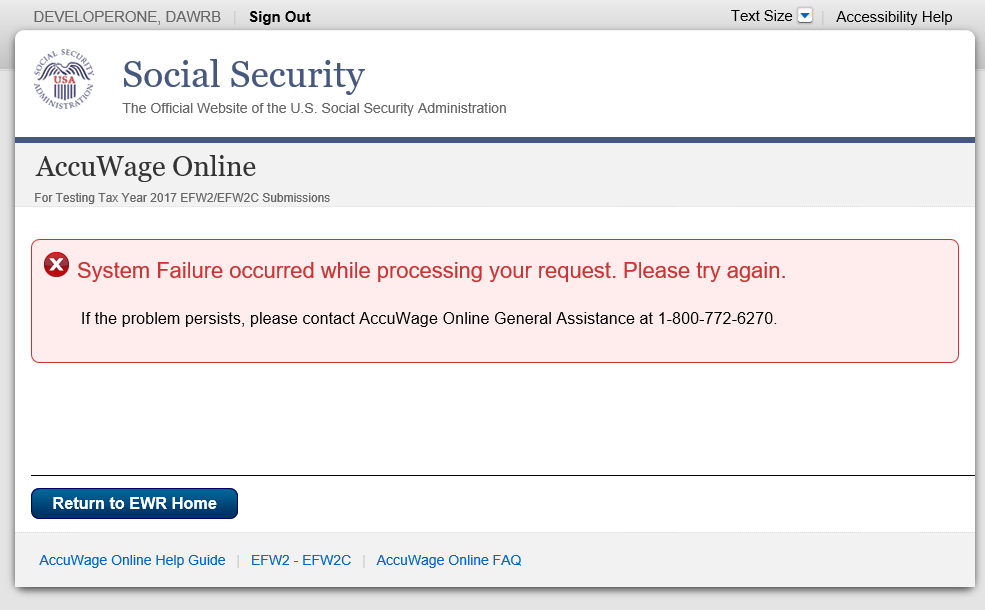 DEVELOPERONE, DAWRB | Sign Out Text Size | Accessibility Help
SOCIAL SECURITY ADMINISTRATION
USA
Social Security
The Official Website of the U.S. Social Security Administration
AccuWage Online
For Testing Tax Year 2017 EFW2/EFW2C Submissions
System Failure occurred while processing your request. Please try again.
If the problem persists, please contact AccuWage Online General Assistance at 1-800-772-6270.
Return to EWR Home
AccuWage Online Help Guide | EFW2 - EFW2C | AccuWage Online FAQ